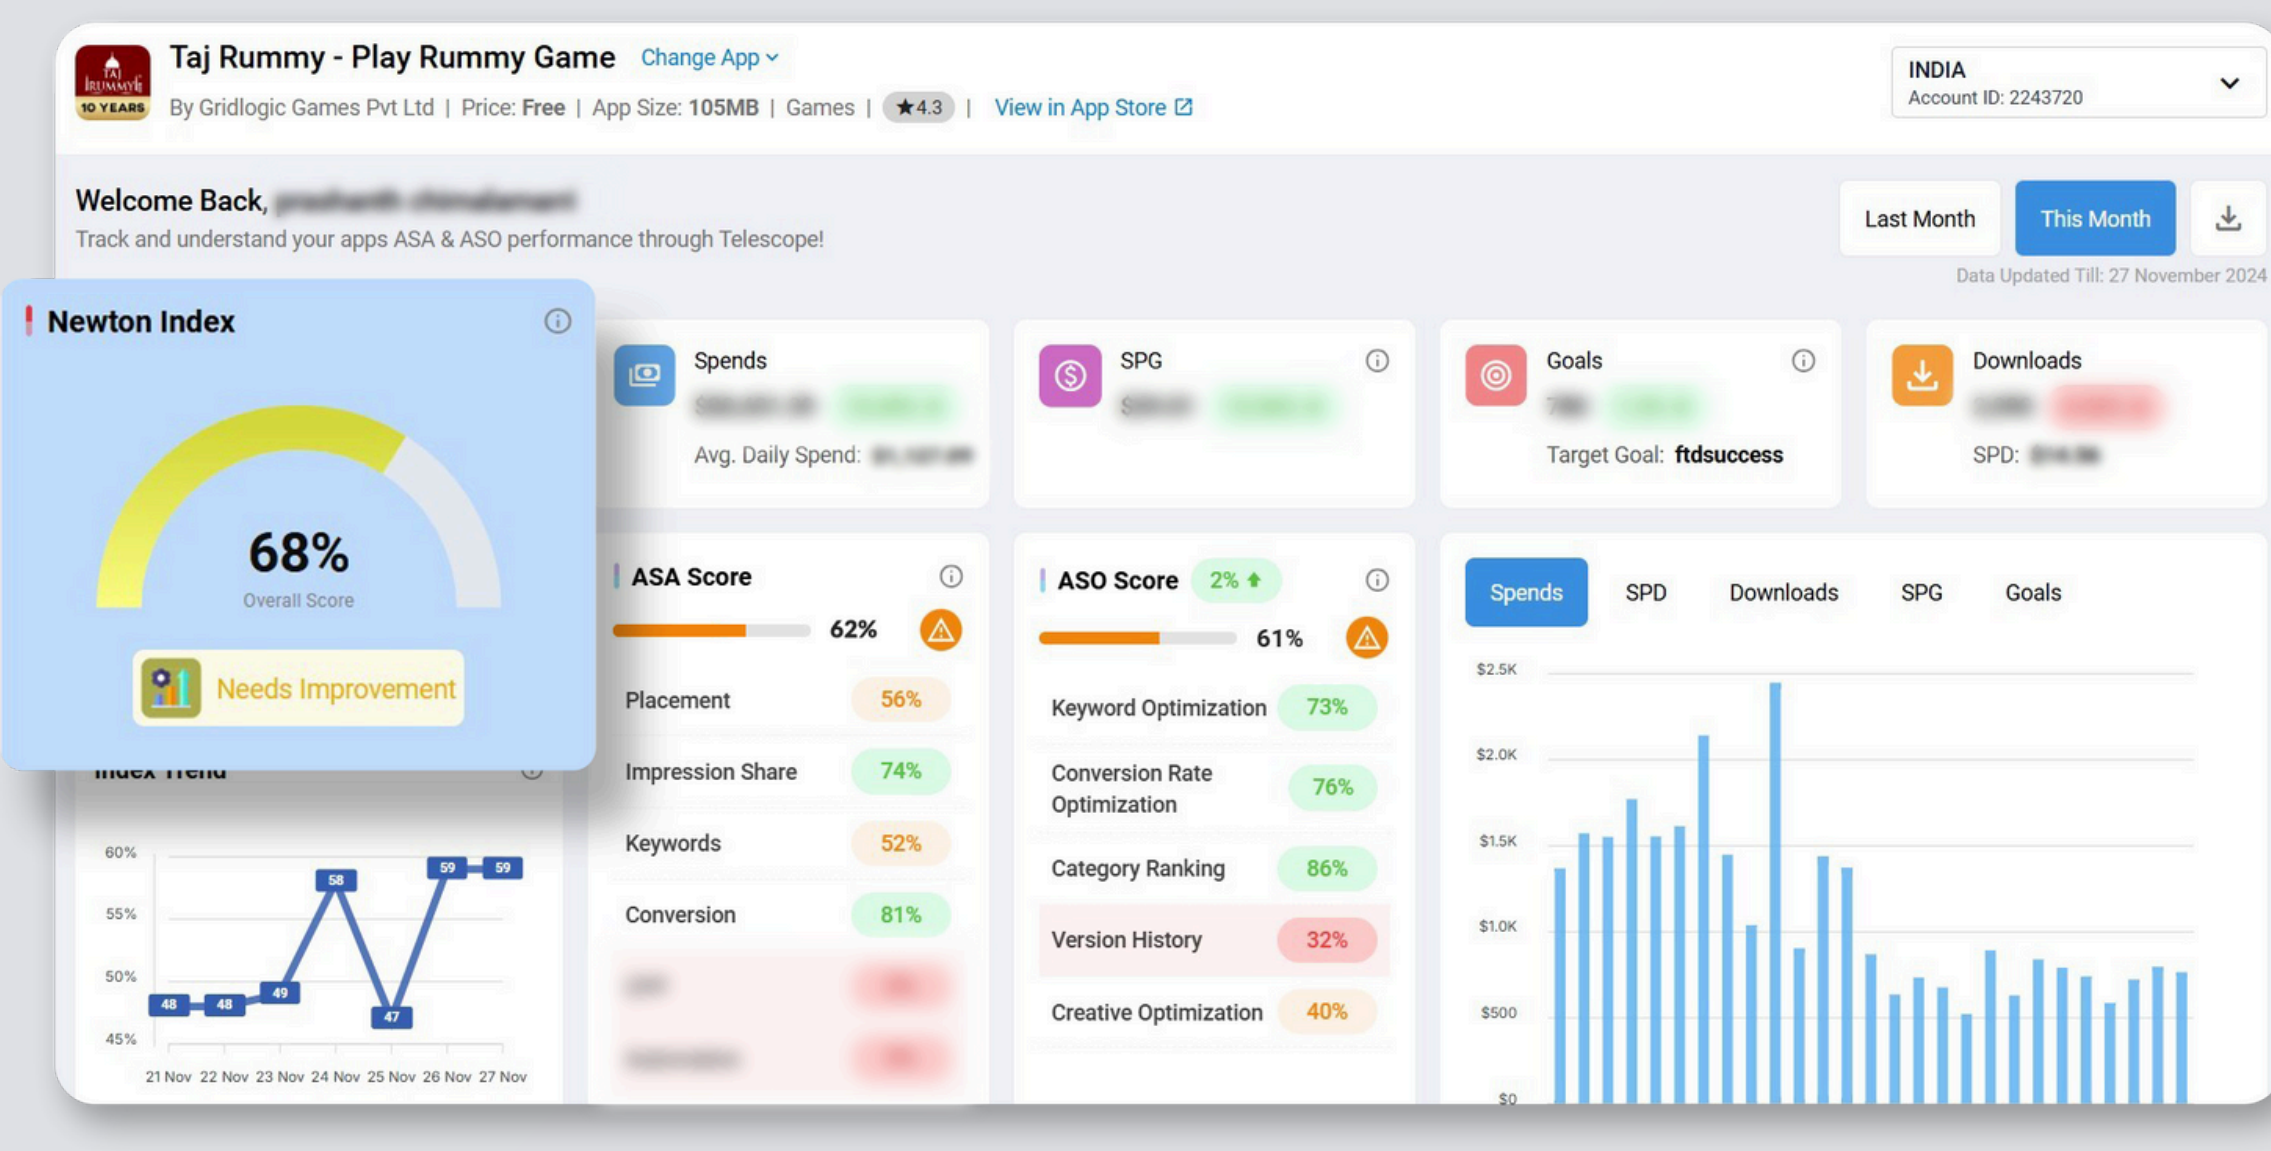 TAJ
RUMMY
10 YEARS
Taj Rummy - Play Rummy Game
Change App
By Gridlogic Games Pvt Ltd | Price: Free | App Size: 105MB | Games | ★4.3 | View in App Store
INDIA
Account ID: 2243720
Welcome Back,
Track and understand your apps ASA & ASO performance through Telescope!
Last Month
This Month
Data Updated Till: 27 November 2024
Newton Index
68%
Overall Score
Needs Improvement
Spends
Avg. Daily Spend:
SPG
Goals
Target Goal: ftdsuccess
Downloads
SPD:
Index Trend
60%
55%
50%
45%
48
48
49
58
47
59
59
21 Nov 22 Nov 23 Nov 24 Nov 25 Nov 26 Nov 27 Nov
ASA Score
62%
Placement 56%
Impression Share 74%
Keywords 52%
Conversion 81%
ASO Score 2%
61%
Keyword Optimization 73%
Conversion Rate
Optimization 76%
Category Ranking 86%
Version History 32%
Creative Optimization 40%
Spends SPD Downloads SPG Goals
$2.5K
$2.0K
$1.5K
$1.0K
$500
$0